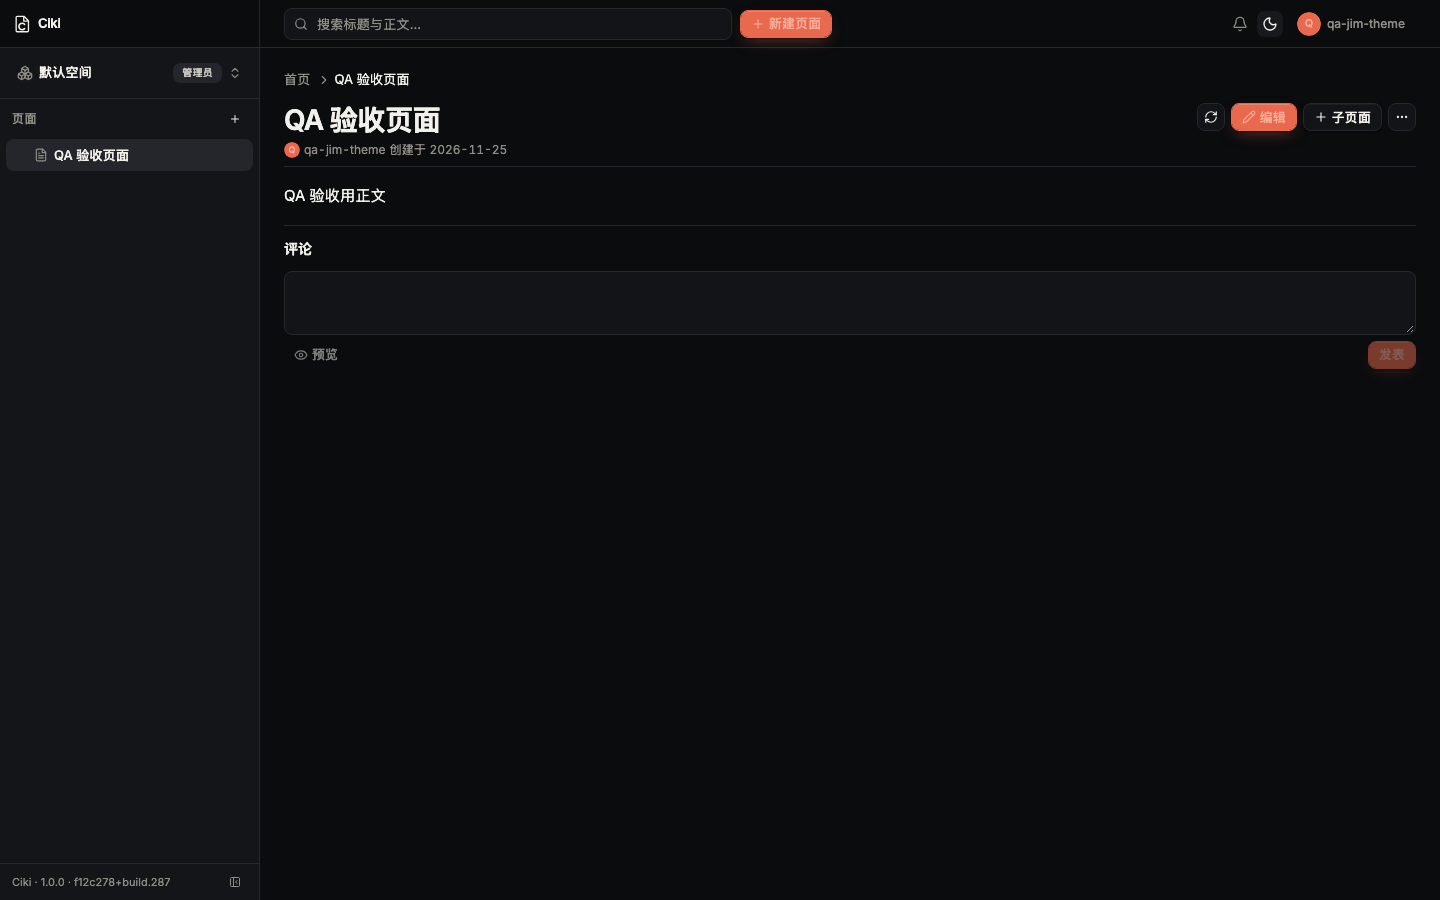 Ciki
搜索标题与正文...
新建页面
Q
qa-jim-theme
默认空间
管理员
页面
QA 验收页面
首页
QA 验收页面
QA 验收页面
编辑
子页面
Q
qa-jim-theme 创建于 2026-11-25
QA 验收用正文
评论
预览
发表
Ciki · 1.0.0 · f12c278+build.287